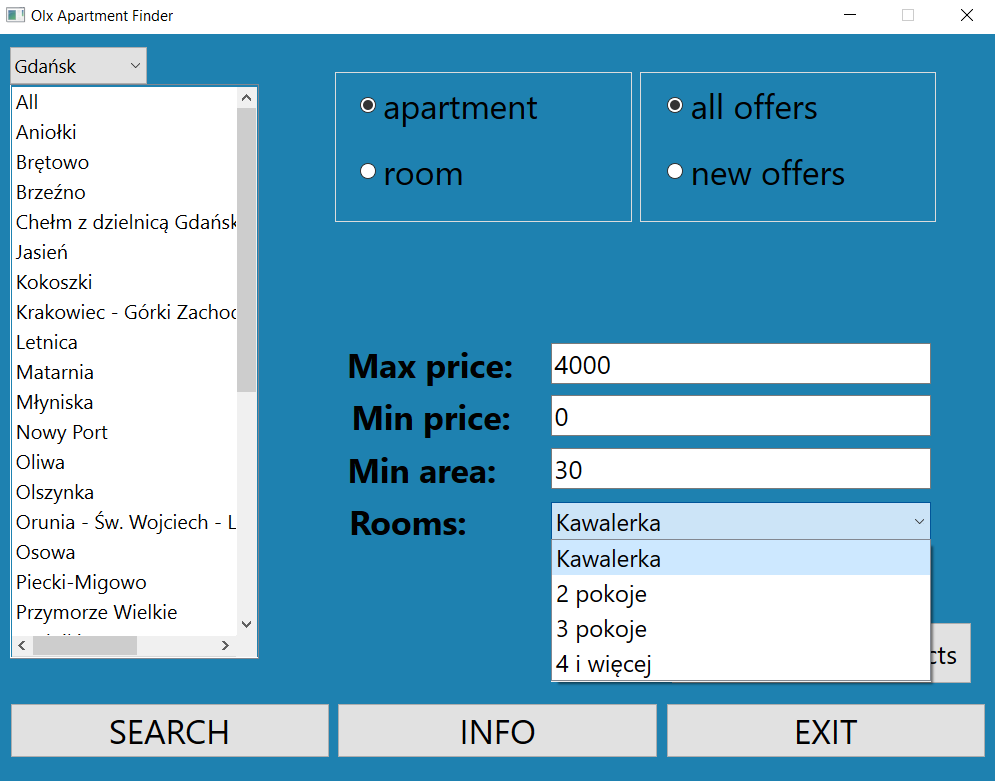 Olx Apartment Finder
Gdańsk
All
Aniołki
Brętowo
Brzeźno
Chełm z dzielnicą Gdańsk
Jasień
Kokoszki
Krakowiec - Górki Zachod
Letnica
Matarnia
Młyniska
Nowy Port
Oliwa
Olszynka
Orunia - Św. Wojciech - L
Osowa
Piecki-Migowo
Przymorze Wielkie
apartment
room
all offers
new offers
Max price: 4000
Min price: 0
Min area: 30
Rooms: Kawalerka
Kawalerka
2 pokoje
3 pokoje
4 i więcej
cts
SEARCH
INFO
EXIT